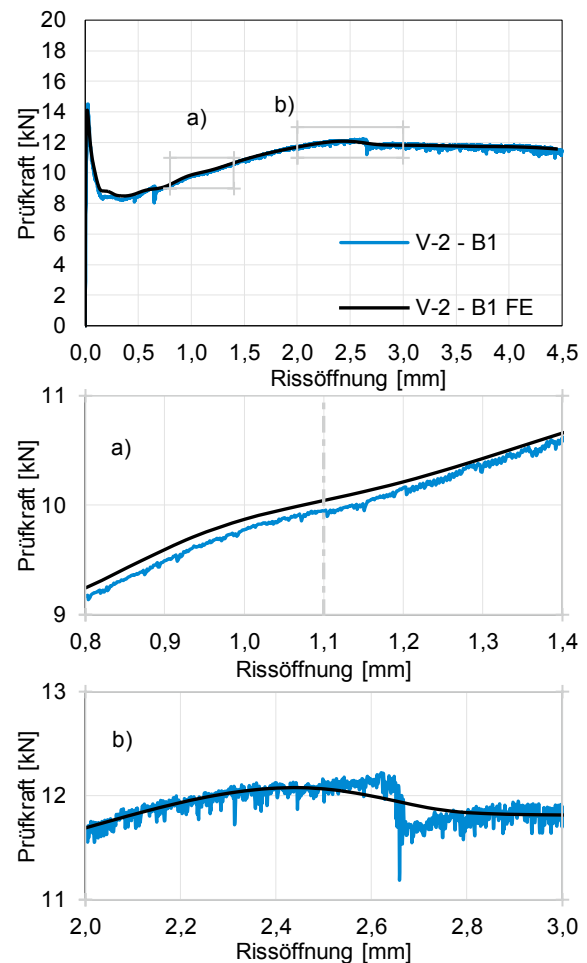 20
18
16
14
12
10
8
6
4
2
0
Prüfkraft [kN]
a)
b)
V-2 - B1
V-2 - B1 FE
0,0 0,5 1,0 1,5 2,0 2,5 3,0 3,5 4,0 4,5
Rissöffnung [mm]
11
10
9
Prüfkraft [kN]
a)
0,8 0,9 1,0 1,1 1,2 1,3 1,4
Rissöffnung [mm]
13
12
11
Prüfkraft [kN]
b)
2,0 2,2 2,4 2,6 2,8 3,0
Rissöffnung [mm]